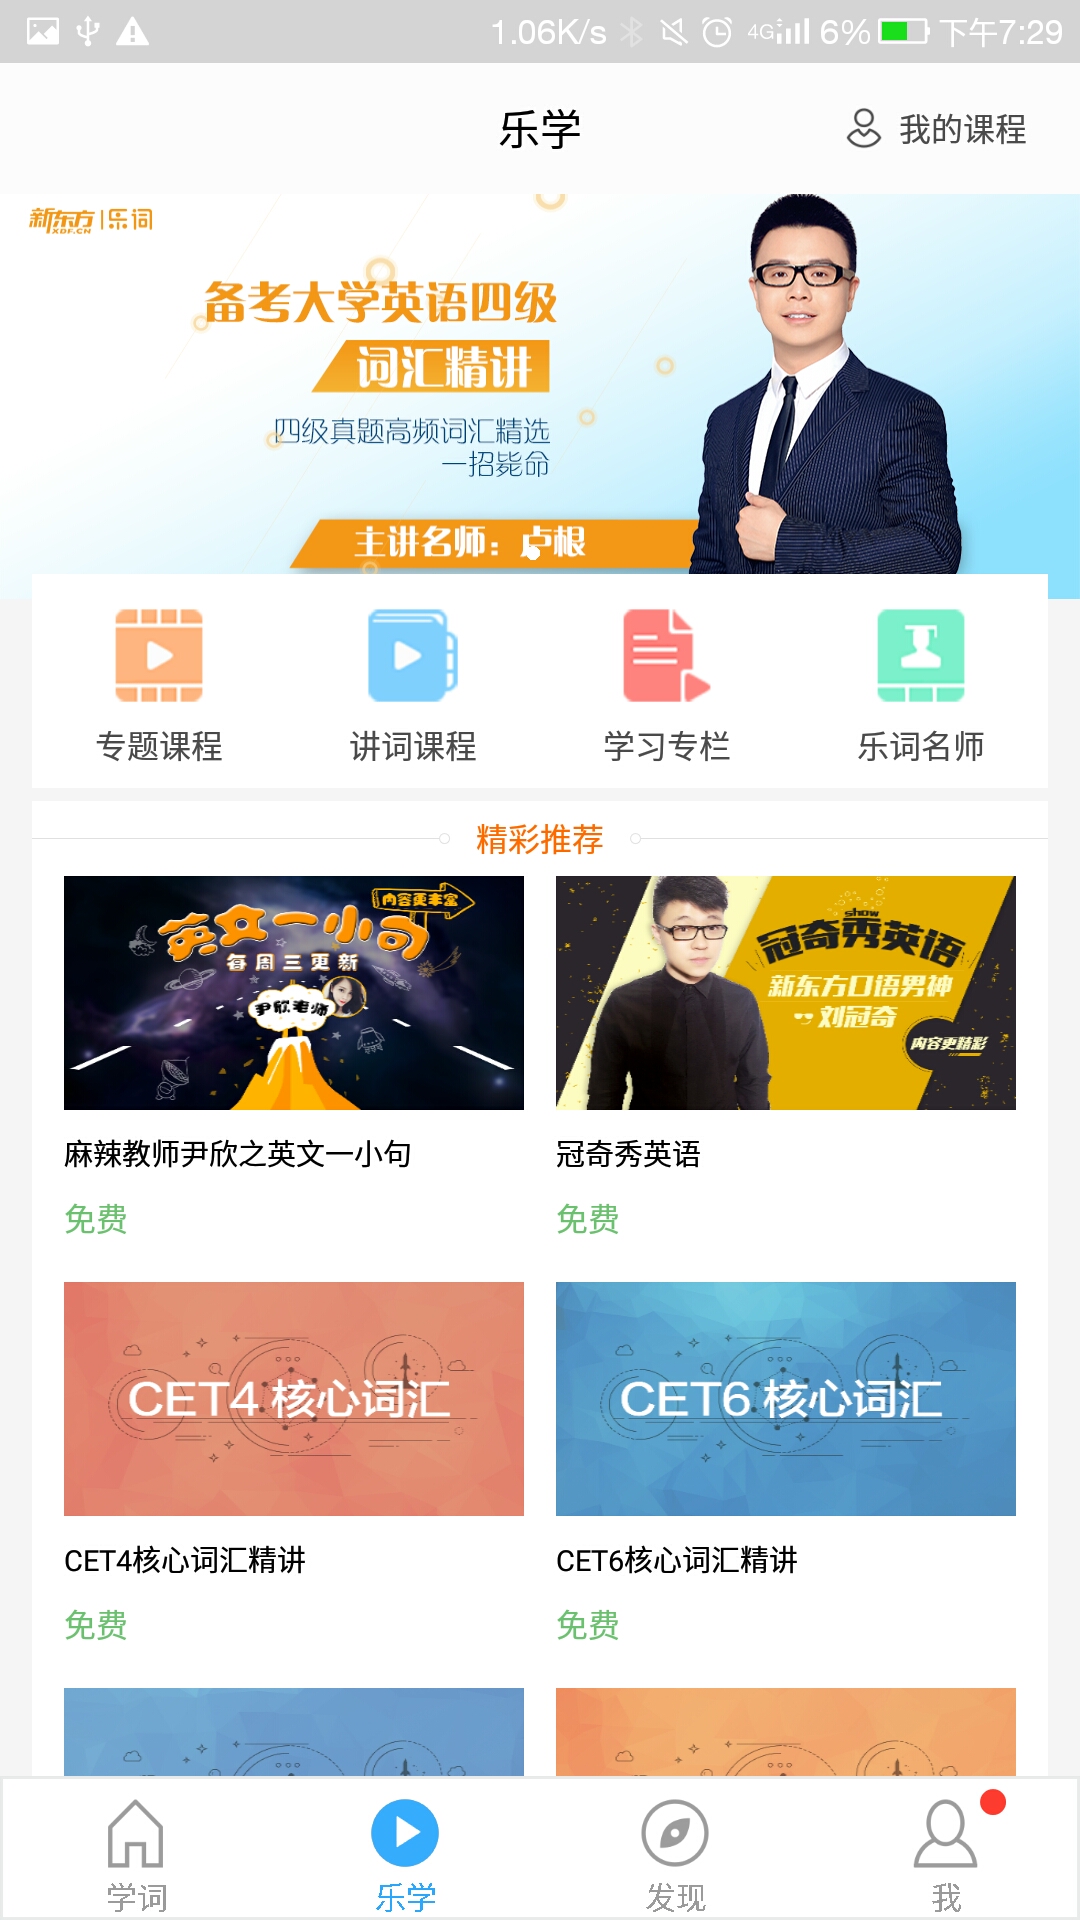 1.06K/s 4G 6% 下午7:29
乐学
我的课程
新东方 XDF.CN 乐词
备考大学英语四级
词汇精讲
四级真题高频词汇精选
一招毙命
主讲名师：卢根
专题课程 讲词课程 学习专栏 乐词名师
精彩推荐
内容更丰富
英文一小句
每周三更新
尹欣老师
show
冠奇秀英语
新东方口语男神
刘冠奇
内容更精彩
麻辣教师尹欣之英文一小句
冠奇秀英语
免费
免费
CET4 核心词汇
CET6 核心词汇
CET4核心词汇精讲
CET6核心词汇精讲
免费
免费
学词 乐学 发现 我